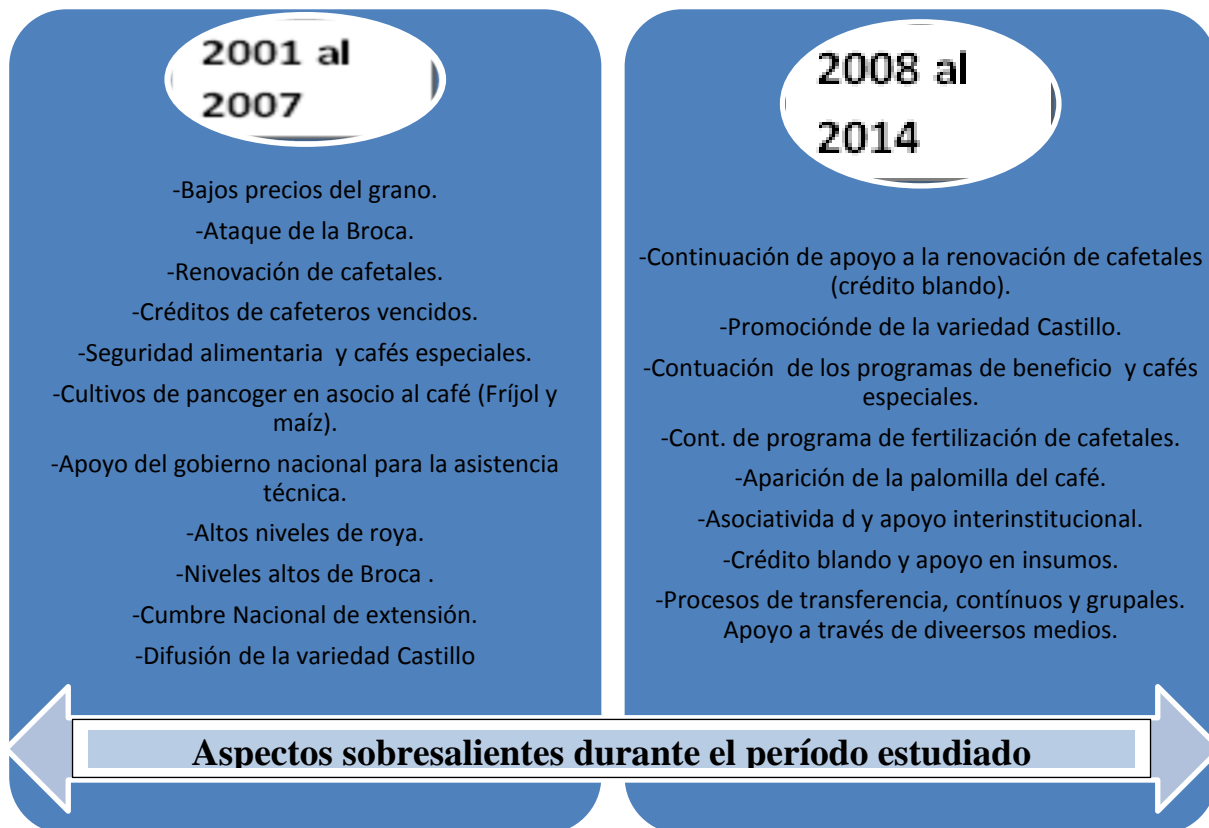 2001 al
2007
-Bajos precios del grano.
-Ataque de la Broca.
-Renovación de cafetales.
-Créditos de cafeteros vencidos.
-Seguridad alimentaria  y cafés especiales.
-Cultivos de pancoger en asocio al café (Fríjol y
maíz).
-Apoyo del gobierno nacional para la asistencia
técnica.
-Altos niveles de roya.
-Niveles altos de Broca .
-Cumbre Nacional de extensión.
-Difusión de la variedad Castillo
2008 al
2014
-Continuación de apoyo a la renovación de cafetales
(crédito blando).
-Promociónde de la variedad Castillo.
-Contuación  de los programas de beneficio  y cafés
especiales.
-Cont. de programa de fertilización de cafetales.
-Aparición de la palomilla del café.
-Asociativida d y apoyo interinstitucional.
-Crédito blando y apoyo en insumos.
-Procesos de transferencia, contínuos y grupales.
Apoyo a través de diveersos medios.
Aspectos sobresalientes durante el período estudiado